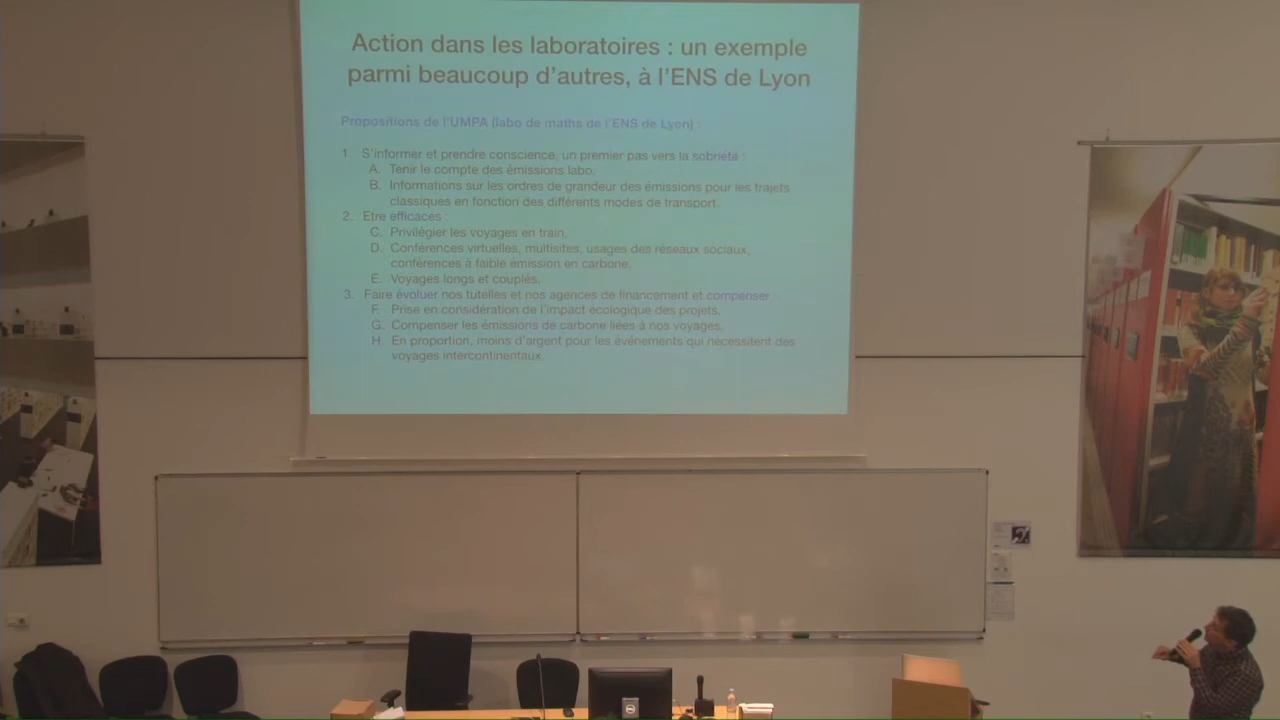 Action dans les laboratoires : un exemple
parmi beaucoup d'autres, à l'ENS de Lyon
Propositions de l'UMPA (labo de maths de l'ENS de Lyon) :
1. S'informer et prendre conscience, un premier pas vers la sobriété :
A. Tenir le compte des émissions labo.
B. Informations sur les ordres de grandeur des émissions pour les trajets
classiques en fonction des différents modes de transport.
2. Etre efficaces :
C. Privilégier les voyages en train.
D. Conférences virtuelles, multisites, usages des réseaux sociaux,
conférences à faible émission en carbone.
E. Voyages longs et couplés.
3. Faire évoluer nos tutelles et nos agences de financement et compenser :
F. Prise en considération de l'impact écologique des projets.
G. Compenser les émissions de carbone liées à nos voyages.
H. En proportion, moins d'argent pour les événements qui nécessitent des
voyages intercontinentaux.
DELL